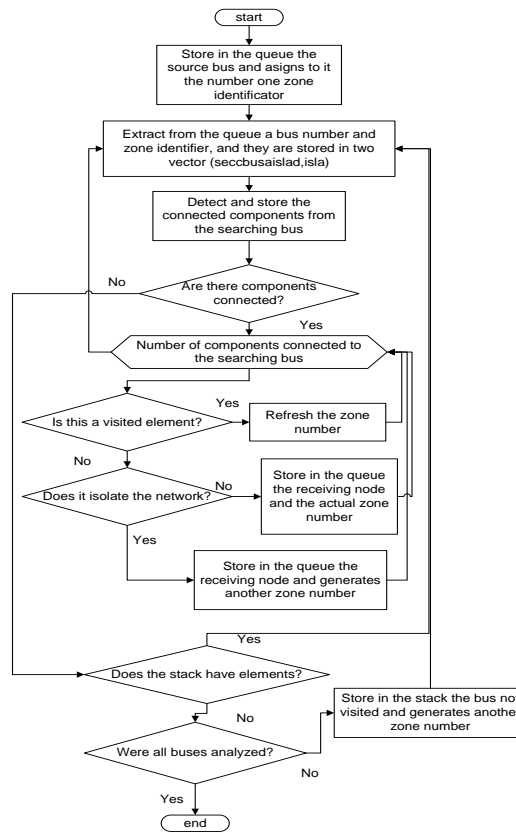 start
Store in the queue the
source bus and asigns to it
the number one zone
identificator
Extract from the queue a bus number and
zone identifier, and they are stored in two
vector (seccbusaislad,isla)
Detect and store the
connected components from
the searching bus
No
Are there components
connected?
Yes
Number of components connected to
the searching bus
Is this a visited element?
Yes
Refresh the zone
number
No
Does it isolate the network?
No
Store in the queue
the receiving node
and the actual zone
number
Yes
Store in the queue the
receiving node and generates
another zone number
Yes
Does the stack have elements?
No
Store in the stack the bus not
visited and generates another
zone number
Were all buses analyzed?
No
Yes
end